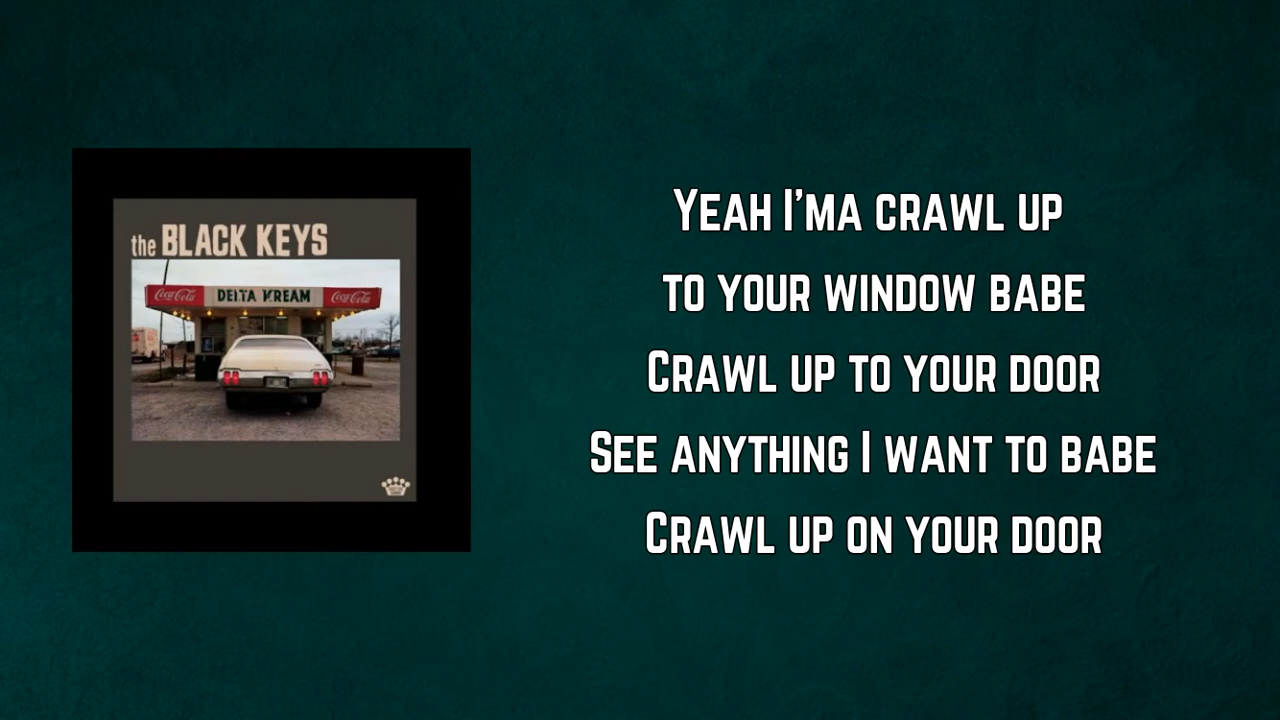 the BLACK KEYS
Coca-Cola DELTA KREAM Coca-Cola
YEAH I'MA CRAWL UP
TO YOUR WINDOW BABE
CRAWL UP TO YOUR DOOR
SEE ANYTHING I WANT TO BABE
CRAWL UP ON YOUR DOOR